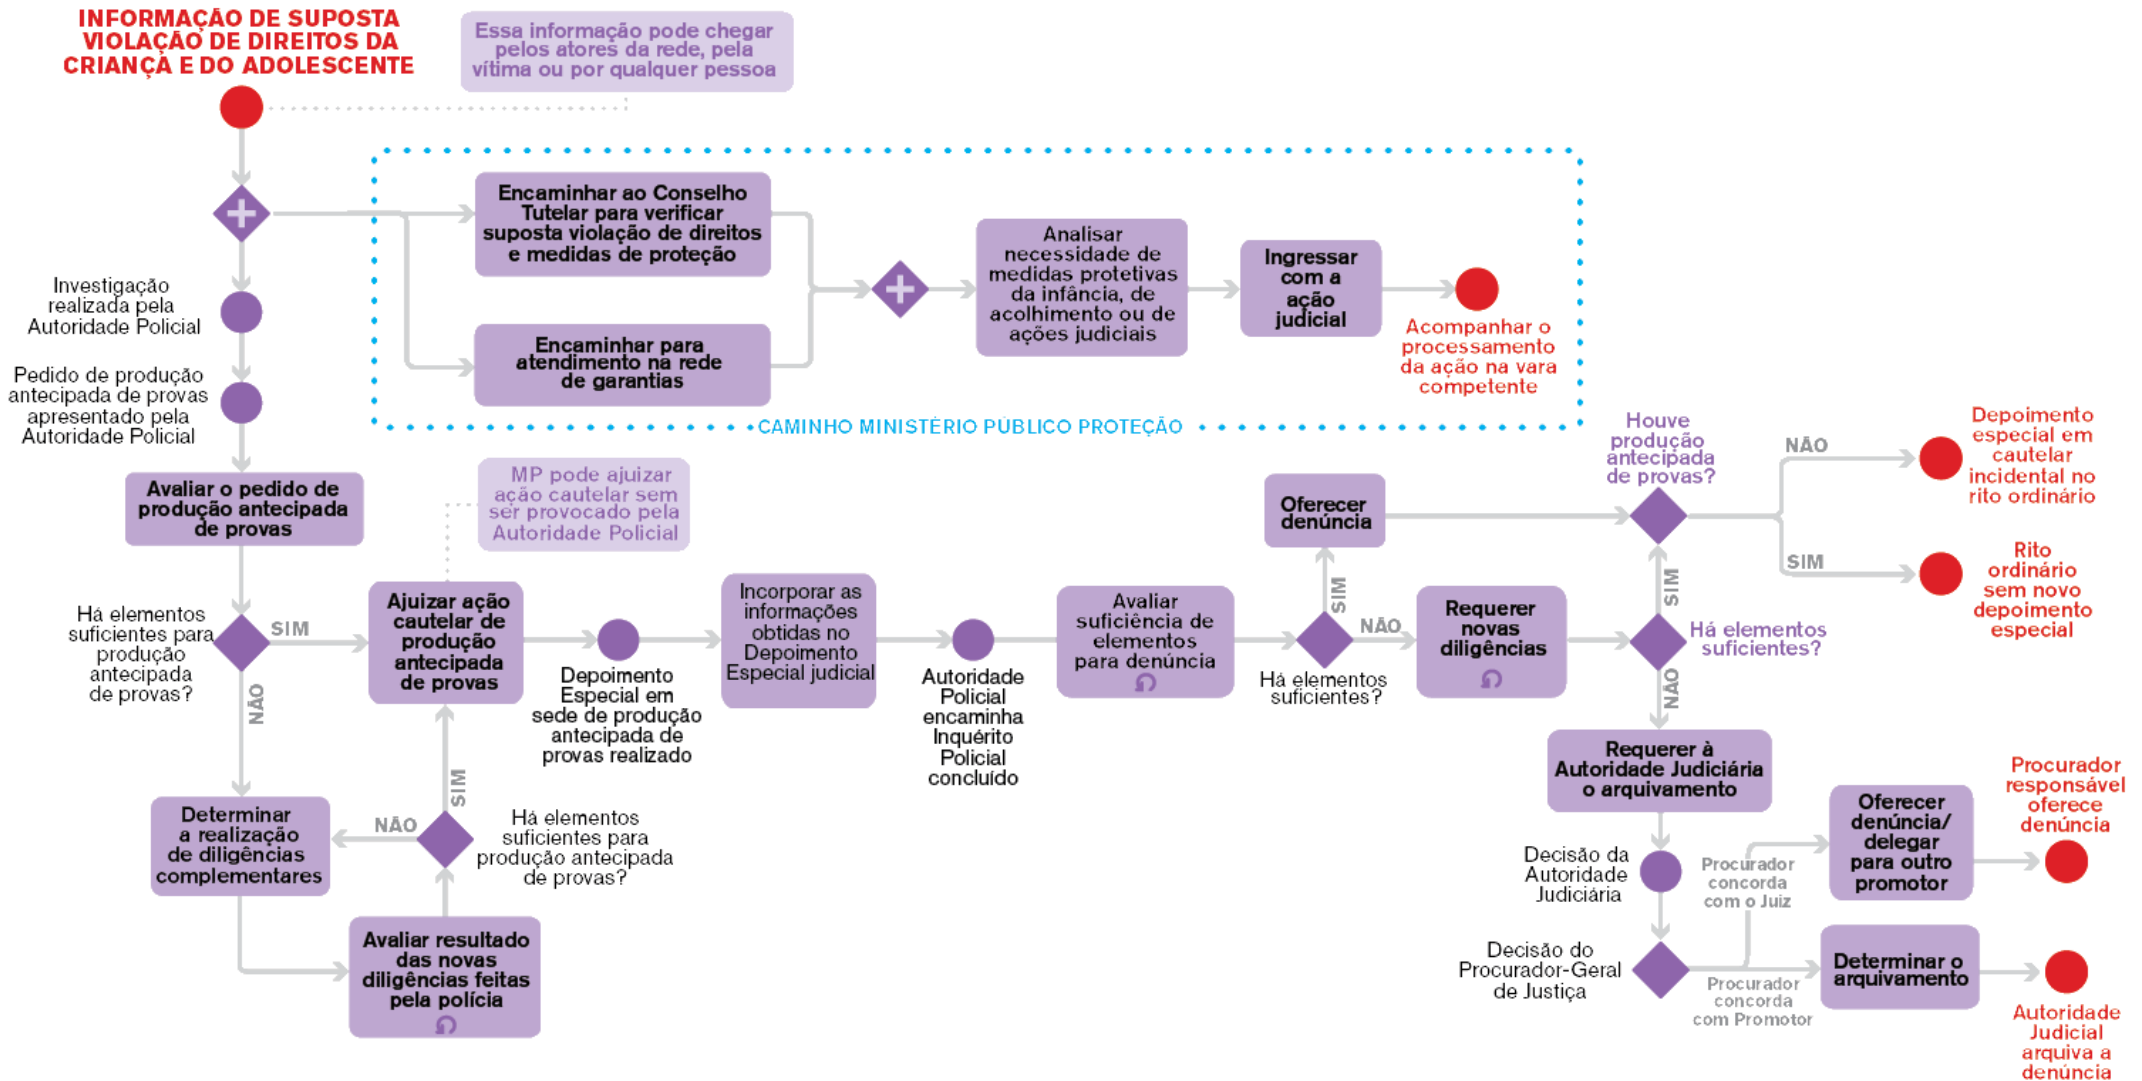 INFORMAÇÃO DE SUPOSTA
VIOLAÇÃO DE DIREITOS DA
CRIANÇA E DO ADOLESCENTE
Essa informação pode chegar
pelos atores da rede, pela
vítima ou por qualquer pessoa
Encaminhar ao Conselho
Tutelar para verificar
suposta violação de direitos
e medidas de proteção
Encaminhar para
atendimento na rede
de garantias
Analisar
necessidade de
medidas protetivas
da infância, de
acolhimento ou de
ações judiciais
Ingressar
com a
ação
judicial
Acompanhar o
processamento
da ação na vara
competente
CAMINHO MINISTÉRIO PÚBLICO PROTEÇÃO
Investigação
realizada pela
Autoridade Policial
Pedido de produção
antecipada de provas
apresentado pela
Autoridade Policial
Avaliar o pedido de
produção antecipada
de provas
Há elementos
suficientes para
produção
antecipada
de provas?
SIM
NÃO
MP pode ajuizar
ação cautelar sem
ser provocado pela
Autoridade Policial
Ajuizar ação
cautelar de
produção
antecipada
de provas
Depoimento
Especial em
sede de produção
antecipada de
provas realizado
Incorporar as
informações
obtidas no
Depoimento
Especial judicial
Autoridade
Policial
encaminha
Inquérito
Policial
concluído
Avaliar
suficiência de
elementos
para denúncia
Há elementos
suficientes?
SIM
NÃO
Oferecer
denúncia
Requerer
novas
diligências
Há elementos
suficientes?
SIM
NÃO
Houve
produção
antecipada
de provas?
NÃO
SIM
Depoimento
especial em
cautelar
incidental no
rito ordinário
Rito
ordinário
sem novo
depoimento
especial
Determinar
a realização
de diligências
complementares
NÃO
SIM
Há elementos
suficientes para
produção antecipada
de provas?
Avaliar resultado
das novas
diligências feitas
pela polícia
Requerer à
Autoridade Judiciária
o arquivamento
Decisão da
Autoridade
Judiciária
Decisão do
Procurador-Geral
de Justiça
Procurador
concorda
com o Juiz
Procurador
concorda
com Promotor
Oferecer
denúncia/
delegar
para outro
promotor
Procurador
responsável
oferece
denúncia
Determinar o
arquivamento
Autoridade
Judicial
arquiva a
denúncia